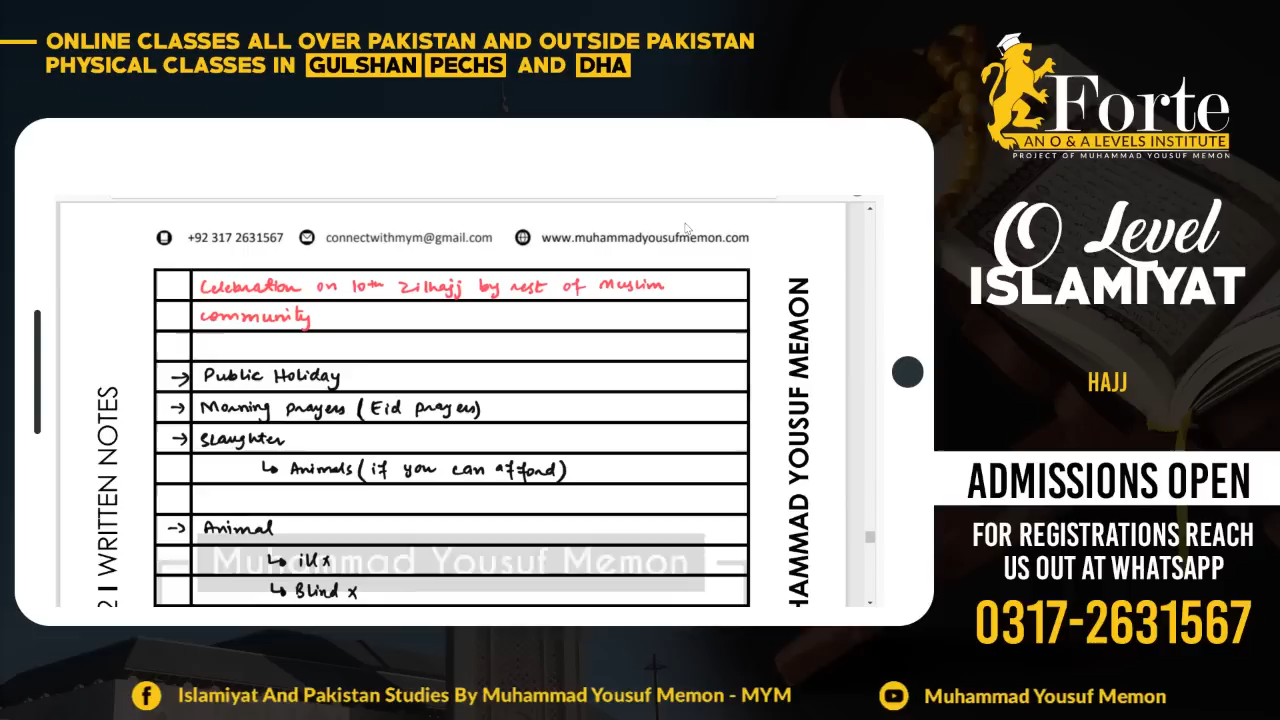 ONLINE CLASSES ALL OVER PAKISTAN AND OUTSIDE PAKISTAN
PHYSICAL CLASSES IN GULSHAN PECHS AND DHA
Forte
AN O & A LEVELS INSTITUTE
PROJECT OF MUHAMMAD YOUSUF MEMON
O Level
ISLAMIYAT
HAJJ
ADMISSIONS OPEN
FOR REGISTRATIONS REACH
US OUT AT WHATSAPP
0317-2631567
+92 317 2631567 connectwithmym@gmail.com www.muhammadyousufmemon.com
Celebration on 10th Zilhajj by rest of Muslim
community
→ Public Holiday
→ Morning prayers (Eid prayers)
→ Slaughter
↳ Animals (if you can afford)
→ Animal
↳ ill x
↳ Blind x
Muhammad Yousuf Memon
2 I WRITTEN NOTES
HAMMAD YOUSUF MEMON
Islamiyat And Pakistan Studies By Muhammad Yousuf Memon - MYM
Muhammad Yousuf Memon